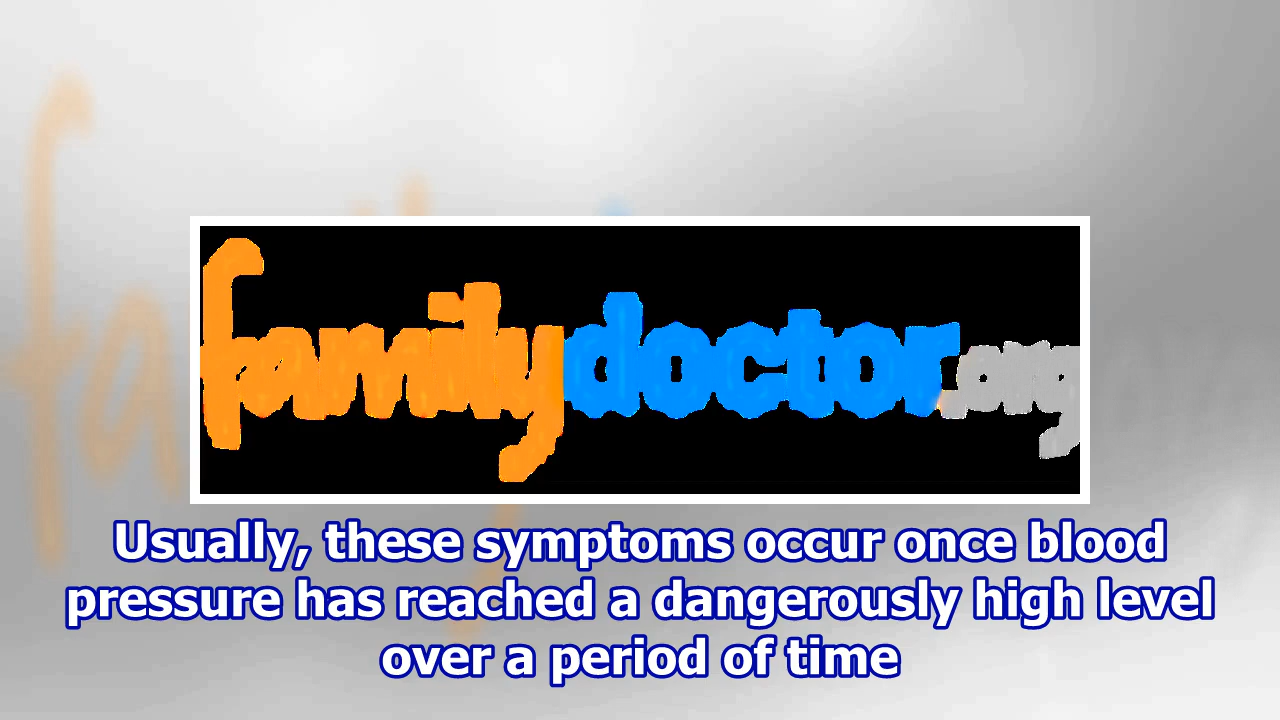 familydoctor.org
Usually, these symptoms occur once blood
pressure has reached a dangerously high level
over a period of time